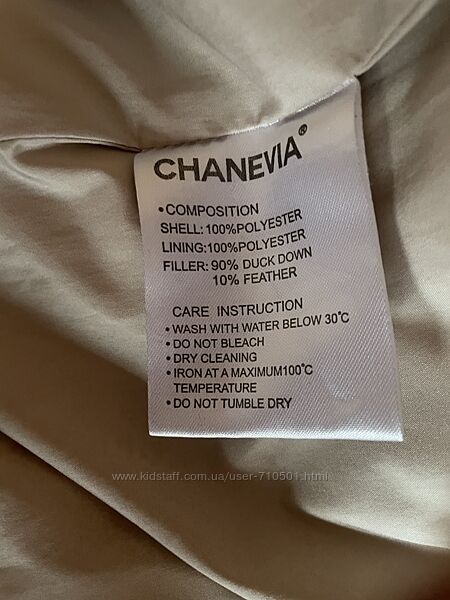 CHANEVIA®
•COMPOSITION
SHELL:100%POLYESTER
LINING:100%POLYESTER
FILLER: 90% DUCK DOWN
10% FEATHER
CARE INSTRUCTION
• WASH WITH WATER BELOW 30°C
• DO NOT BLEACH
• DRY CLEANING
• IRON AT A MAXIMUM100°C
TEMPERATURE
• DO NOT TUMBLE DRY
www.kidstaff.com.ua/user-710501.html